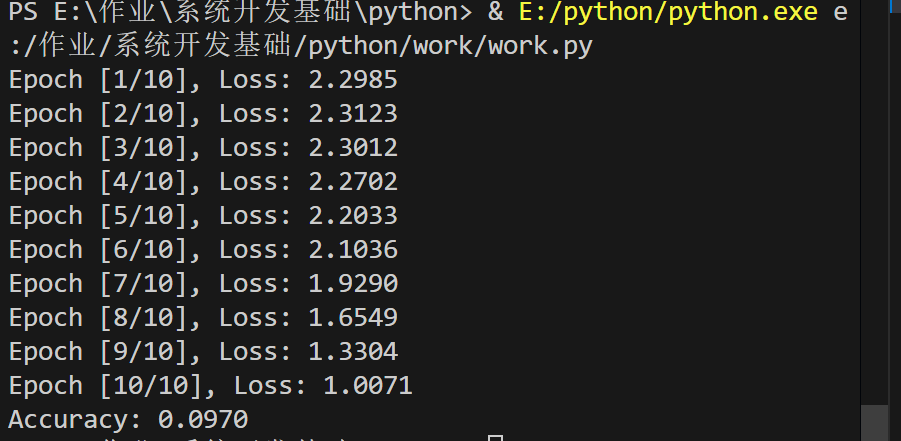 PS E:\作业\系统开发基础\python> & E:/python/python.exe e
:/作业/系统开发基础/python/work/work.py
Epoch [1/10], Loss: 2.2985
Epoch [2/10], Loss: 2.3123
Epoch [3/10], Loss: 2.3012
Epoch [4/10], Loss: 2.2702
Epoch [5/10], Loss: 2.2033
Epoch [6/10], Loss: 2.1036
Epoch [7/10], Loss: 1.9290
Epoch [8/10], Loss: 1.6549
Epoch [9/10], Loss: 1.3304
Epoch [10/10], Loss: 1.0071
Accuracy: 0.0970